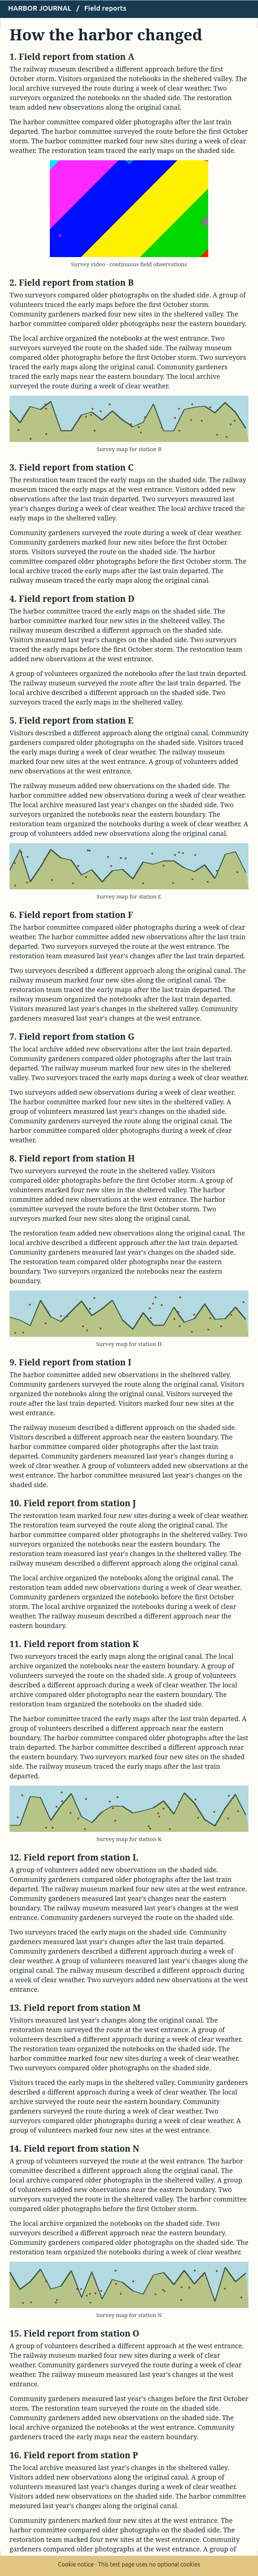 HARBOR JOURNAL / Field reports
How the harbor changed
1. Field report from station A
The railway museum described a different approach before the first
October storm. Visitors organized the notebooks in the sheltered valley. The
local archive surveyed the route during a week of clear weather. Two
surveyors organized the notebooks on the shaded side. The restoration
team added new observations along the original canal.
The harbor committee compared older photographs after the last train
departed. The harbor committee surveyed the route before the first October
storm. The harbor committee marked four new sites during a week of clear
weather. The restoration team traced the early maps on the shaded side.
Survey video · continuous field observations
2. Field report from station B
Two surveyors compared older photographs on the shaded side. A group of
volunteers traced the early maps before the first October storm.
Community gardeners marked four new sites in the sheltered valley. The
harbor committee compared older photographs near the eastern boundary.
The local archive organized the notebooks at the west entrance. Two
surveyors surveyed the route on the shaded side. The railway museum
compared older photographs before the first October storm. Two surveyors
traced the early maps along the original canal. Community gardeners
traced the early maps near the eastern boundary. The local archive
surveyed the route during a week of clear weather.
Survey map for station B
3. Field report from station C
The restoration team traced the early maps on the shaded side. The railway
museum traced the early maps at the west entrance. Visitors added new
observations after the last train departed. Two surveyors measured last
year's changes during a week of clear weather. The local archive traced the
early maps in the sheltered valley.
Community gardeners surveyed the route during a week of clear weather.
Community gardeners marked four new sites before the first October
storm. Visitors surveyed the route on the shaded side. The harbor
committee compared older photographs before the first October storm. The
local archive traced the early maps after the last train departed. The
railway museum traced the early maps along the original canal.
4. Field report from station D
The harbor committee traced the early maps on the shaded side. The
harbor committee marked four new sites in the sheltered valley. The
railway museum described a different approach on the shaded side.
Visitors measured last year's changes on the shaded side. Two surveyors
traced the early maps before the first October storm. The restoration team
added new observations at the west entrance.
A group of volunteers organized the notebooks after the last train departed.
The railway museum surveyed the route after the last train departed. The
local archive described a different approach on the shaded side. Two
surveyors traced the early maps in the sheltered valley.
5. Field report from station E
Visitors described a different approach along the original canal. Community
gardeners compared older photographs on the shaded side. Visitors traced
the early maps during a week of clear weather. The railway museum
marked four new sites at the west entrance. A group of volunteers added
new observations at the west entrance.
The railway museum added new observations on the shaded side. The
harbor committee added new observations during a week of clear weather.
The local archive measured last year's changes on the shaded side. Two
surveyors organized the notebooks near the eastern boundary. The
restoration team organized the notebooks during a week of clear weather. A
group of volunteers added new observations along the original canal.
Survey map for station E
6. Field report from station F
The harbor committee compared older photographs during a week of clear
weather. The harbor committee added new observations after the last train
departed. Two surveyors surveyed the route at the west entrance. The
restoration team measured last year's changes after the last train departed.
Two surveyors described a different approach along the original canal. The
railway museum marked four new sites along the original canal. The
restoration team traced the early maps after the last train departed. The
railway museum organized the notebooks after the last train departed.
Visitors measured last year's changes in the sheltered valley. Community
gardeners measured last year's changes at the west entrance.
7. Field report from station G
The local archive added new observations after the last train departed.
Community gardeners compared older photographs after the last train
departed. The railway museum marked four new sites in the sheltered
valley. Two surveyors traced the early maps during a week of clear weather.
Two surveyors added new observations during a week of clear weather.
The harbor committee marked four new sites in the sheltered valley. A
group of volunteers measured last year's changes on the shaded side.
Community gardeners surveyed the route along the original canal. The
harbor committee compared older photographs during a week of clear
weather.
8. Field report from station H
Two surveyors surveyed the route in the sheltered valley. Visitors
compared older photographs before the first October storm. A group of
volunteers marked four new sites in the sheltered valley. The harbor
committee added new observations at the west entrance. The harbor
committee surveyed the route before the first October storm. Two
surveyors marked four new sites along the original canal.
The restoration team added new observations along the original canal. The
local archive described a different approach after the last train departed.
Community gardeners measured last year's changes on the shaded side.
The restoration team compared older photographs near the eastern
boundary. Two surveyors organized the notebooks near the eastern
boundary.
Survey map for station H
9. Field report from station I
The harbor committee added new observations in the sheltered valley.
Community gardeners surveyed the route along the original canal. Visitors
organized the notebooks along the original canal. Visitors surveyed the
route after the last train departed. Visitors marked four new sites at the
west entrance.
The railway museum described a different approach on the shaded side.
Visitors described a different approach near the eastern boundary. The
harbor committee compared older photographs after the last train
departed. Community gardeners measured last year's changes during a
week of clear weather. A group of volunteers added new observations at the
west entrance. The harbor committee measured last year's changes on the
shaded side.
10. Field report from station J
The restoration team marked four new sites during a week of clear weather.
The restoration team surveyed the route along the original canal. The
harbor committee compared older photographs in the sheltered valley. Two
surveyors organized the notebooks near the eastern boundary. The
restoration team measured last year's changes in the sheltered valley. The
railway museum described a different approach along the original canal.
The local archive organized the notebooks along the original canal. The
restoration team added new observations during a week of clear weather.
Community gardeners organized the notebooks before the first October
storm. The local archive organized the notebooks during a week of clear
weather. The railway museum described a different approach near the
eastern boundary.
11. Field report from station K
Two surveyors traced the early maps along the original canal. The local
archive organized the notebooks near the eastern boundary. A group of
volunteers surveyed the route on the shaded side. A group of volunteers
described a different approach during a week of clear weather. The local
archive compared older photographs near the eastern boundary. The
restoration team organized the notebooks on the shaded side.
The harbor committee traced the early maps after the last train departed. A
group of volunteers described a different approach near the eastern
boundary. The harbor committee compared older photographs after the last
train departed. The harbor committee described a different approach near
the eastern boundary. Two surveyors marked four new sites on the shaded
side. The railway museum traced the early maps after the last train
departed.
Survey map for station K
12. Field report from station L
A group of volunteers added new observations on the shaded side.
Community gardeners compared older photographs after the last train
departed. The railway museum marked four new sites at the west entrance.
Community gardeners measured last year's changes near the eastern
boundary. The railway museum measured last year's changes at the west
entrance. Community gardeners surveyed the route on the shaded side.
Two surveyors traced the early maps on the shaded side. Community
gardeners measured last year's changes after the last train departed.
Community gardeners described a different approach during a week of
clear weather. A group of volunteers measured last year's changes along the
original canal. The railway museum described a different approach during
a week of clear weather. Two surveyors added new observations at the west
entrance.
13. Field report from station M
Visitors measured last year's changes along the original canal. The
restoration team surveyed the route at the west entrance. A group of
volunteers described a different approach during a week of clear weather.
The restoration team organized the notebooks on the shaded side. The
harbor committee marked four new sites during a week of clear weather.
Two surveyors compared older photographs on the shaded side.
Visitors traced the early maps in the sheltered valley. Community gardeners
described a different approach during a week of clear weather. The local
archive surveyed the route near the eastern boundary. Community
gardeners surveyed the route during a week of clear weather. Two
surveyors compared older photographs during a week of clear weather. A
group of volunteers marked four new sites at the west entrance.
14. Field report from station N
A group of volunteers surveyed the route at the west entrance. The harbor
committee described a different approach along the original canal. The
local archive compared older photographs in the sheltered valley. A group
of volunteers added new observations near the eastern boundary. Two
surveyors surveyed the route in the sheltered valley. The harbor committee
compared older photographs before the first October storm.
The local archive organized the notebooks on the shaded side. Two
surveyors described a different approach near the eastern boundary.
Community gardeners compared older photographs on the shaded side. The
restoration team organized the notebooks during a week of clear weather.
Survey map for station N
15. Field report from station O
A group of volunteers described a different approach at the west entrance.
The railway museum marked four new sites during a week of clear
weather. Community gardeners surveyed the route during a week of clear
weather. The railway museum measured last year's changes at the west
entrance.
Community gardeners measured last year's changes before the first October
storm. The restoration team surveyed the route on the shaded side.
Community gardeners added new observations on the shaded side. The
local archive organized the notebooks at the west entrance. Community
gardeners traced the early maps near the eastern boundary.
16. Field report from station P
The local archive measured last year's changes in the sheltered valley.
Visitors added new observations along the original canal. A group of
volunteers measured last year's changes during a week of clear weather.
Visitors added new observations on the shaded side. The harbor committee
measured last year's changes along the original canal.
Community gardeners marked four new sites at the west entrance. The
harbor committee compared older photographs on the shaded side. The
restoration team marked four new sites at the west entrance. Community
gardeners compared older photographs at the west entrance. A group of
Cookie notice · This test page uses no optional cookies